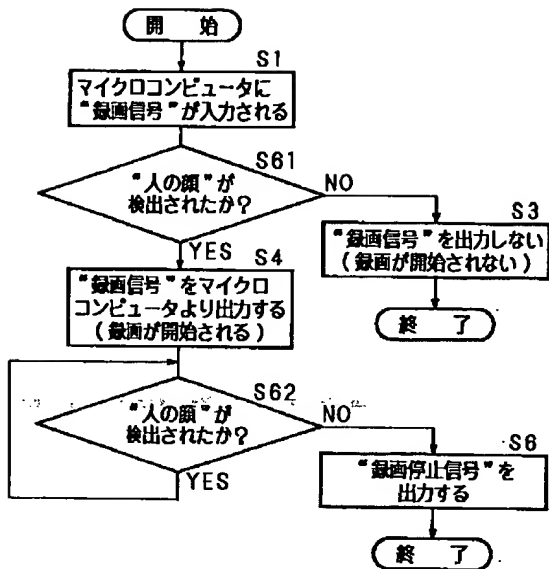 開 始
S1
マイクロコンピュータに
“録画信号”が入力される
S61
“人の顔”が
検出されたか?
NO
YES
S3
“録画信号”を出力しない
(録画が開始されない)
終 了
S4
“録画信号”をマイクロ
コンピュータより出力する
(録画が開始される)
S62
“人の顔”が
検出されたか?
NO
YES
S6
“録画停止信号”を
出力する
終 了